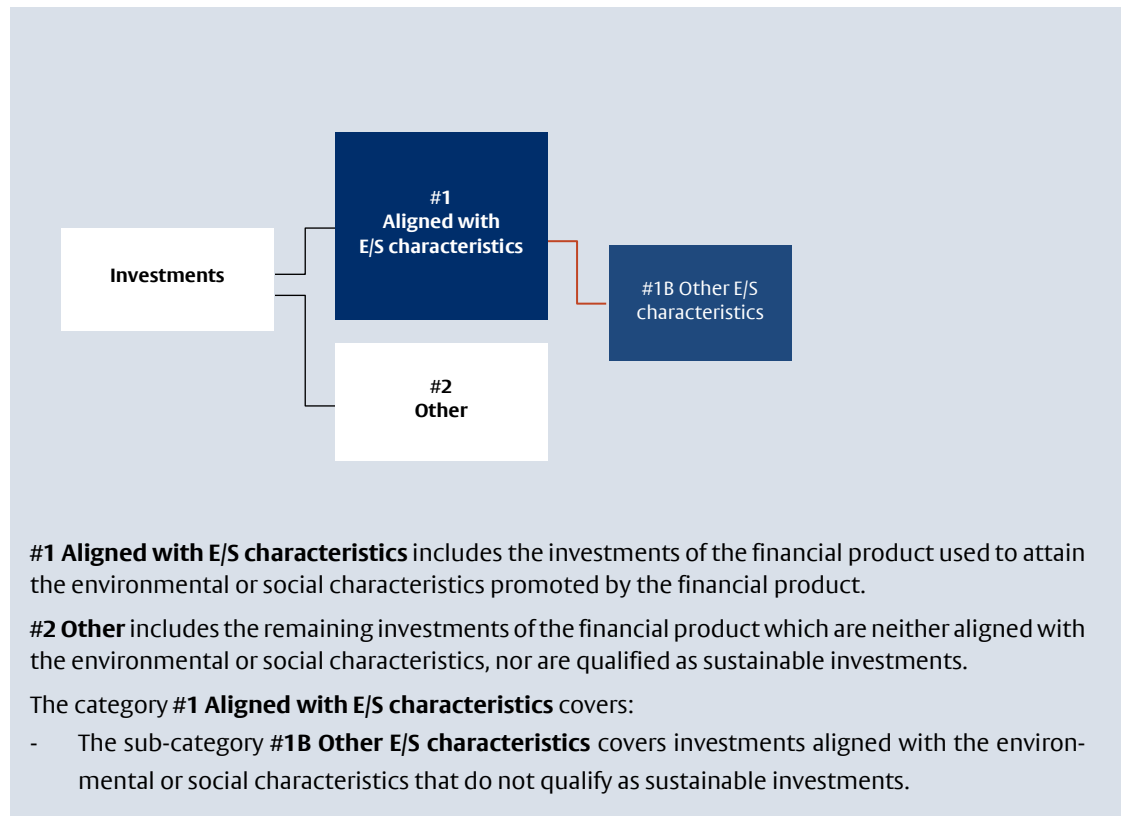 #1
Aligned with
E/S characteristics
Investments
#1B Other E/S
characteristics
#2
Other
#1 Aligned with E/S characteristics includes the investments of the financial product used to attain
the environmental or social characteristics promoted by the financial product.
#2 Other includes the remaining investments of the financial product which are neither aligned with
the environmental or social characteristics, nor are qualified as sustainable investments.
The category #1 Aligned with E/S characteristics covers:
- The sub-category #1B Other E/S characteristics covers investments aligned with the environ-
mental or social characteristics that do not qualify as sustainable investments.